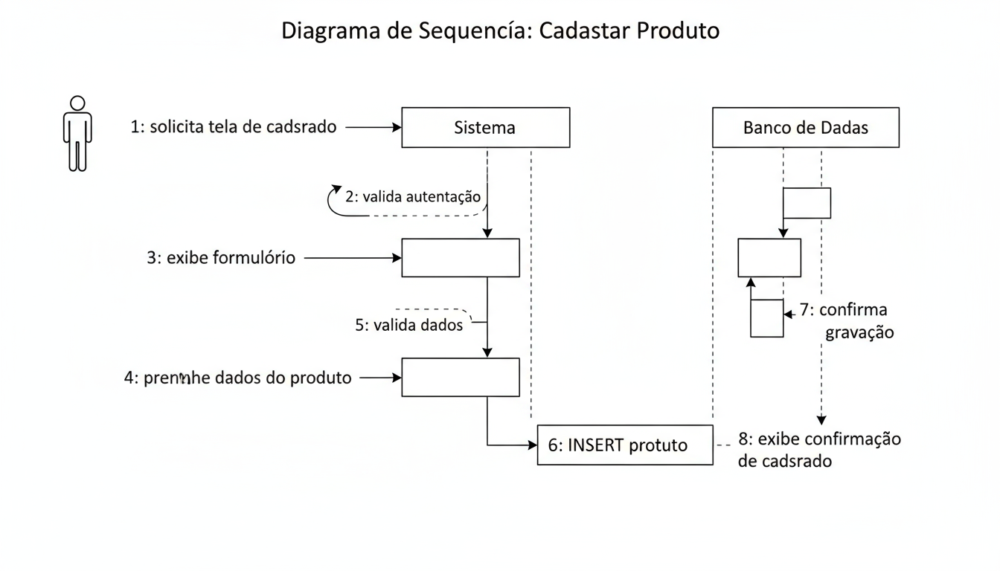 Diagrama de Sequencía: Cadastar Produto
1: solicita tela de cadsrado
Sistema
Banco de Dadas
2: valida autentação
3: exibe formulório
7: confirma
gravação
5: valida dados
4: dados do produto
6: INSERT protuto
8: exibe confirmação
de cadsrado